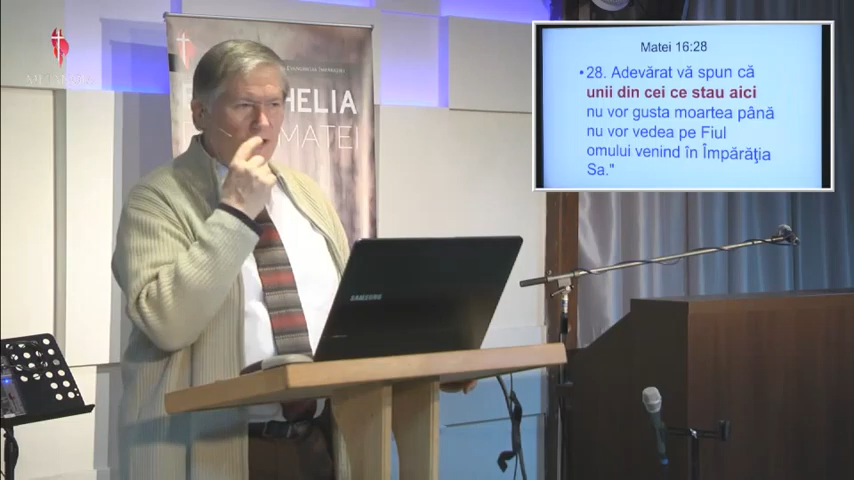 Matei 16:28
•28. Adevărat vă spun că
unii din cei ce stau aici
nu vor gusta moartea până
nu vor vedea pe Fiul
omului venind în Împărăţia
Sa."
HELIA
MATEI
SAMSUNG